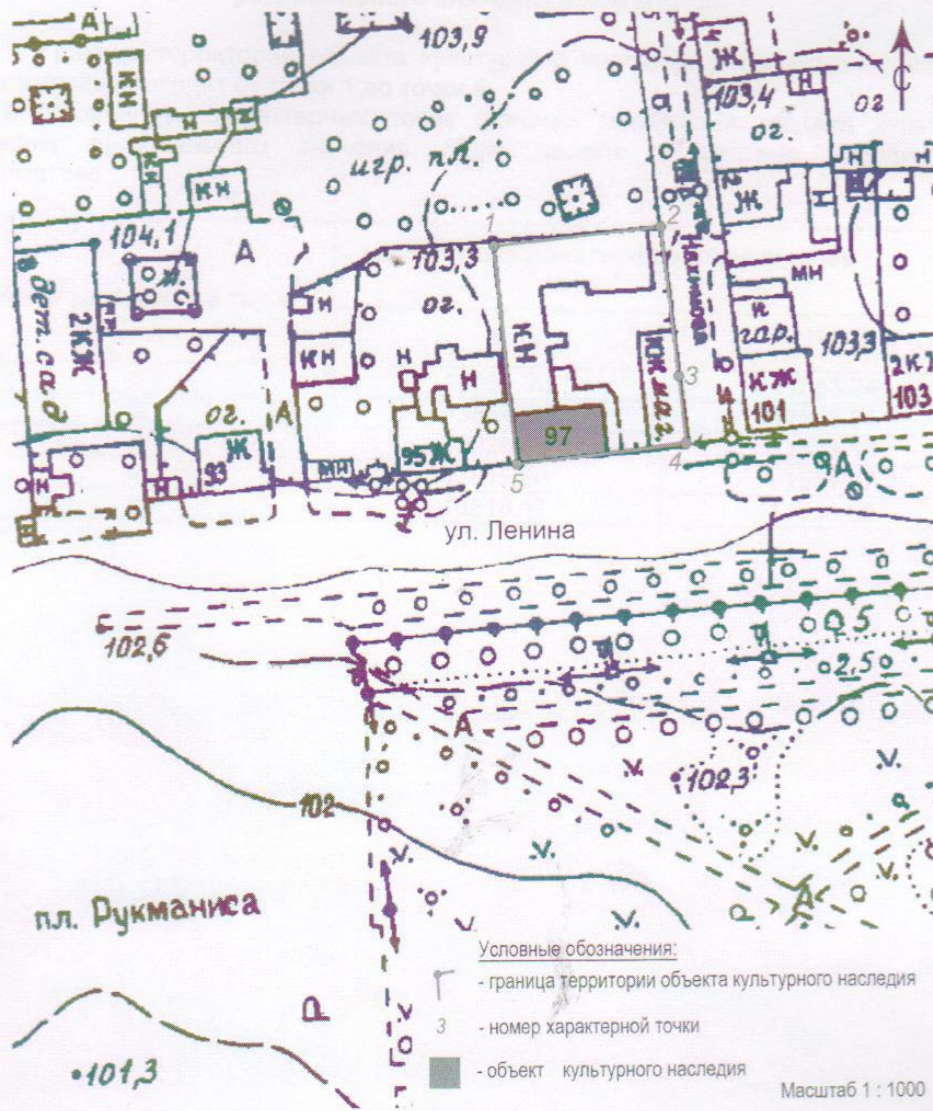 А
103,9
Ж
КН
Н
103,4
Н
ог
С
Н
КН
КН
игр. пл.
ог.
Н
Н
Ж
104,1
А
1
2
Нахимова
103,3
8
дет. сад
2КЖ
Н
ог.
КН
МН
КН
Н
гар.
103,3
3
КЖ маг.
ог.
А
Н
6
КЖ
101
2КЖ
103
93
Ж
95Ж
97
Н
Н
МН
5
4
А
ул. Ленина
102,6
0,5
2,5
А
102,3
102
А
пл. Рукманиса
Условные обозначения:
- граница территории объекта культурного наследия
3 - номер характерной точки
- объект культурного наследия
101,3
Масштаб 1 : 1000